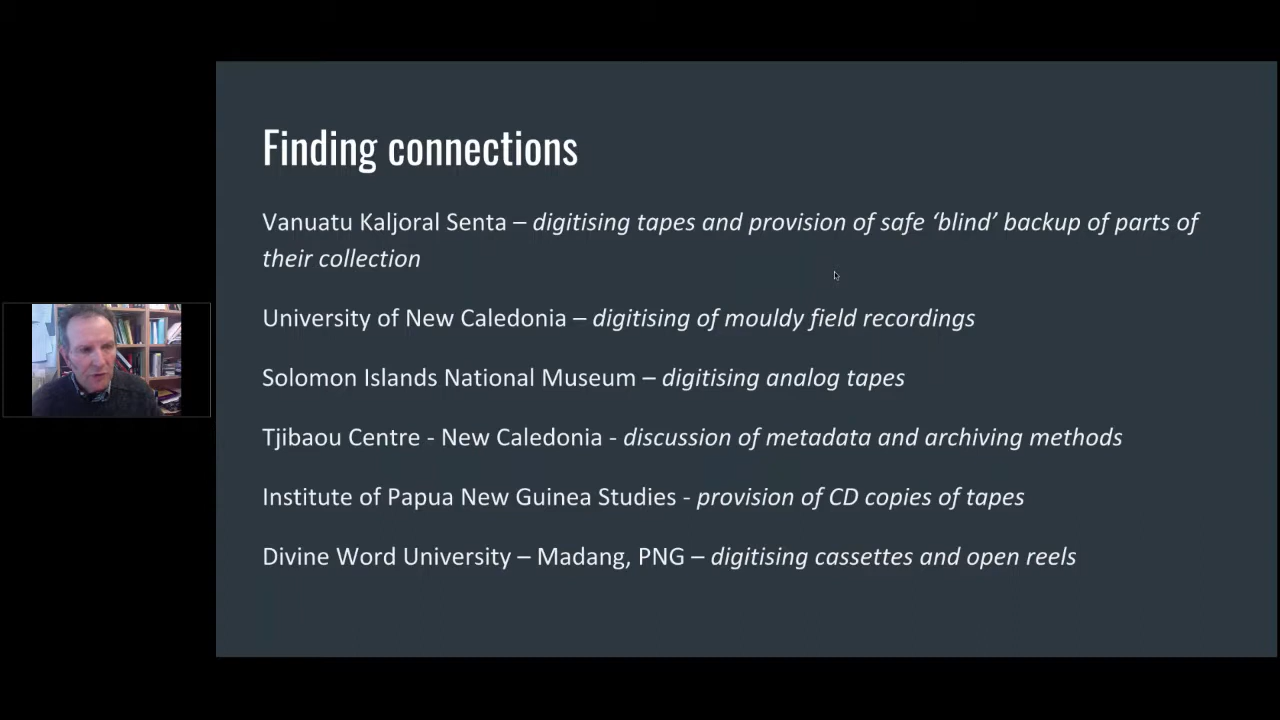 Finding connections
Vanuatu Kaljoral Senta – digitising tapes and provision of safe ‘blind’ backup of parts of
their collection
University of New Caledonia – digitising of mouldy field recordings
Solomon Islands National Museum – digitising analog tapes
Tjibaou Centre - New Caledonia - discussion of metadata and archiving methods
Institute of Papua New Guinea Studies - provision of CD copies of tapes
Divine Word University – Madang, PNG – digitising cassettes and open reels